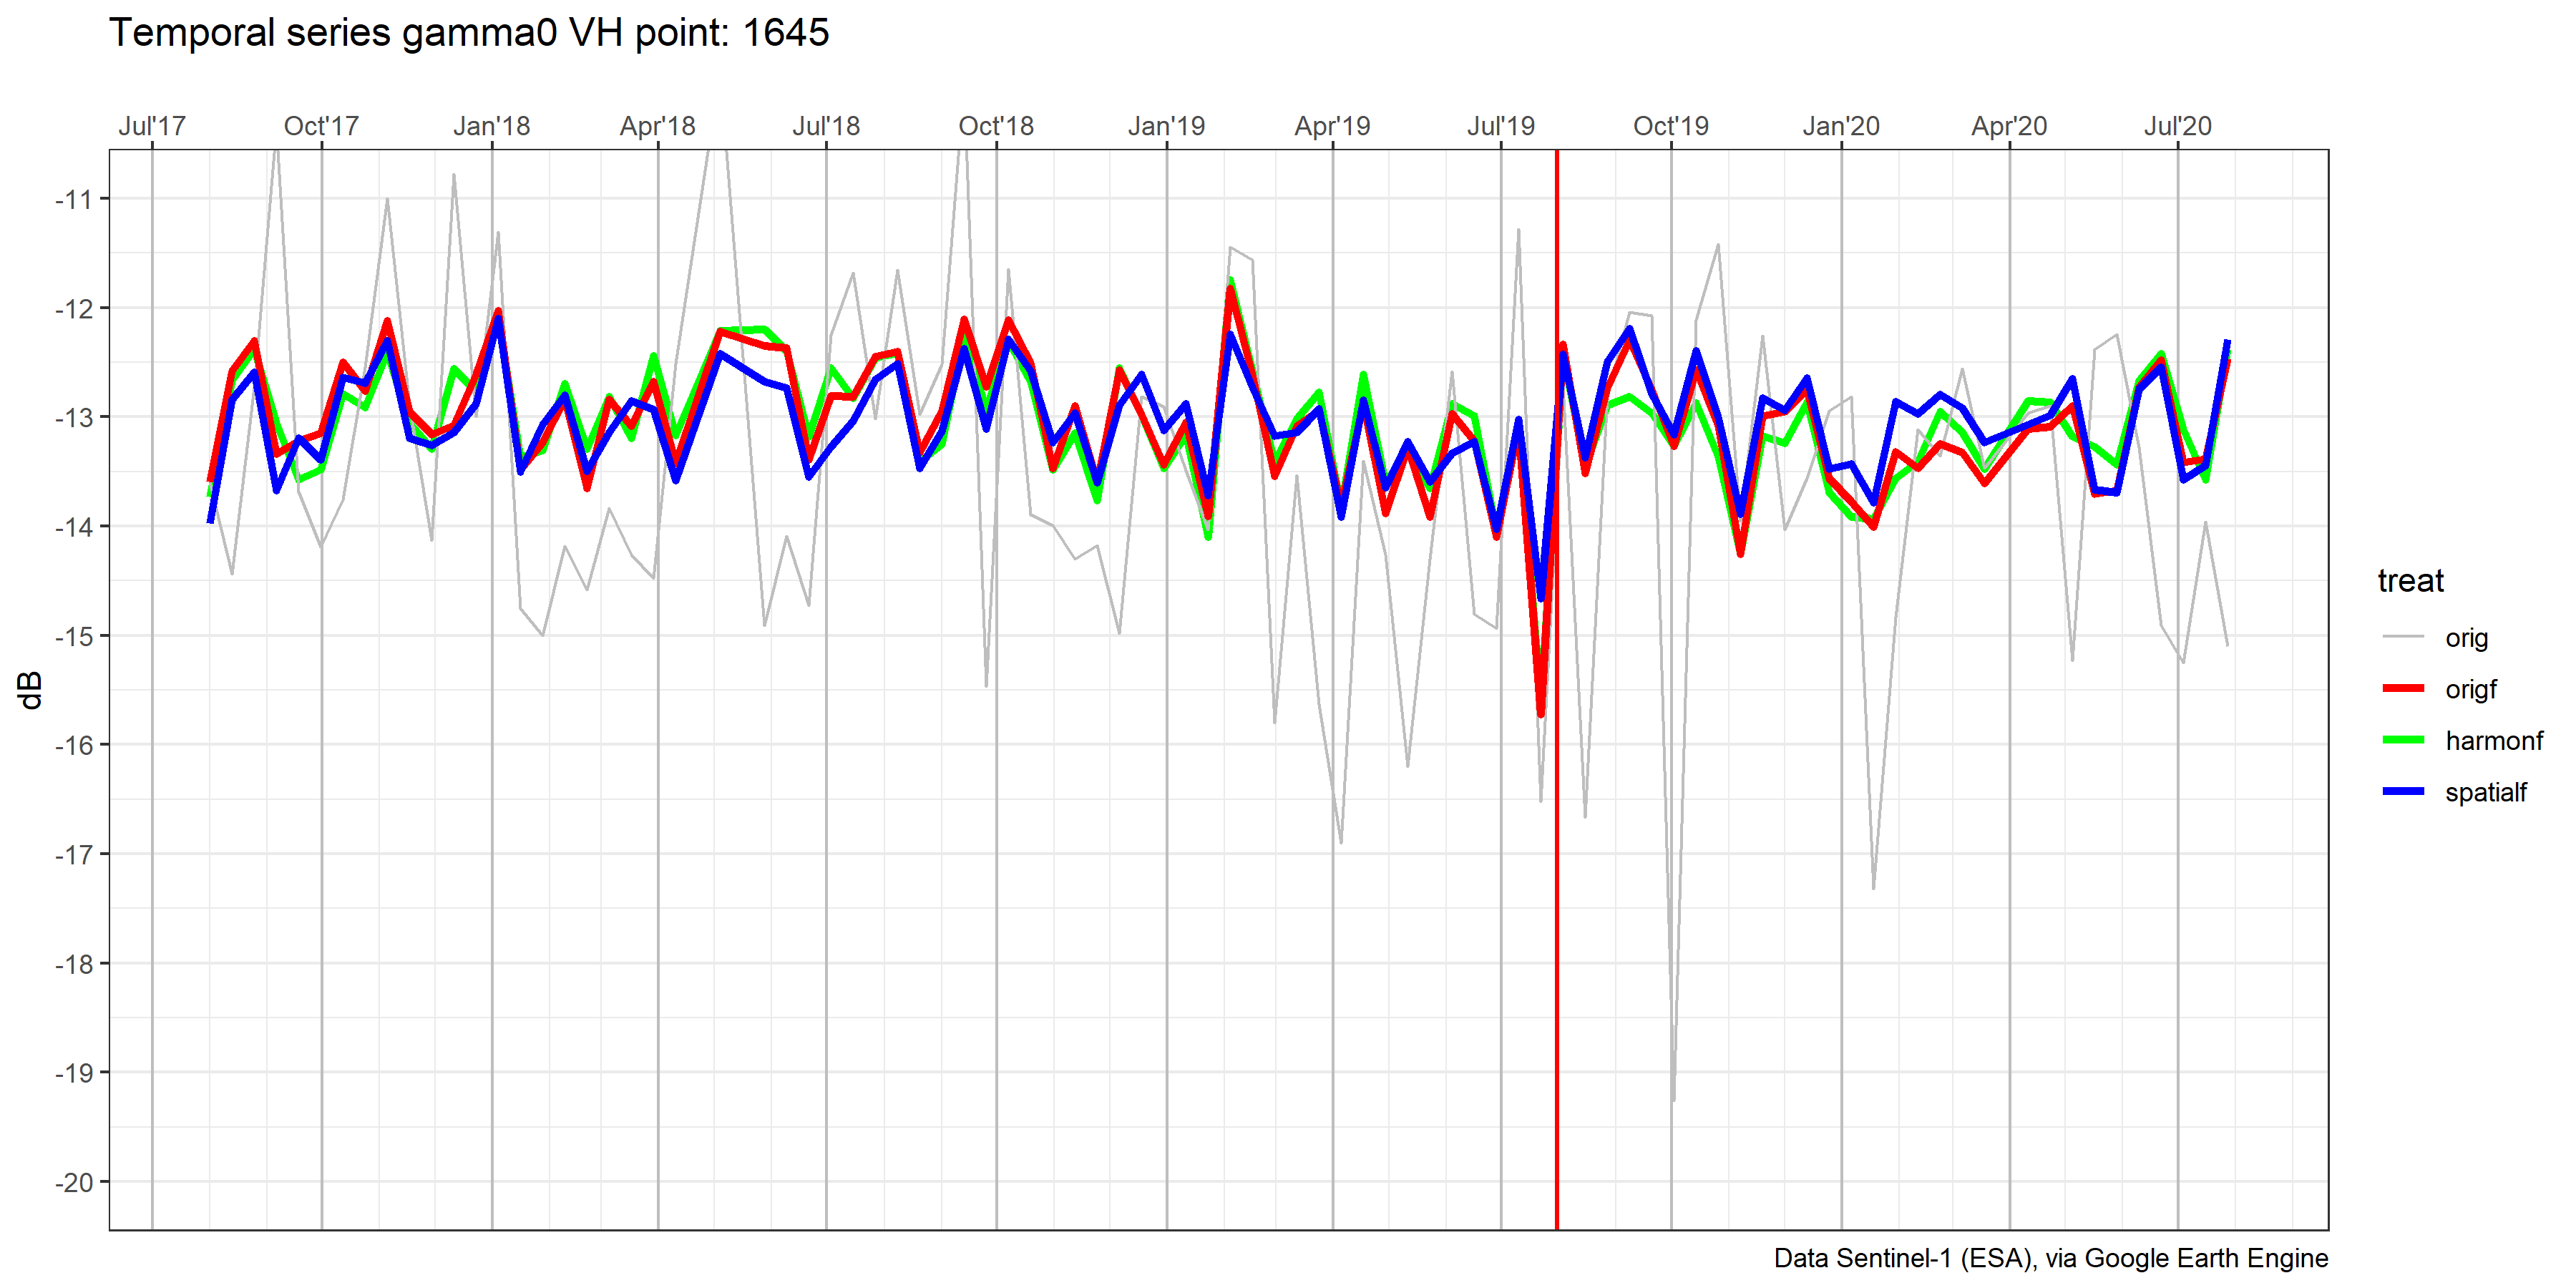 Temporal series gamma0 VH point: 1645
Jul'17 Oct'17 Jan'18 Apr'18 Jul'18 Oct'18 Jan'19 Apr'19 Jul'19 Oct'19 Jan'20 Apr'20 Jul'20
-11
-12
-13
-14
-15
-16
-17
-18
-19
-20
dB
treat
orig
origf
harmonf
spatialf
Data Sentinel-1 (ESA), via Google Earth Engine